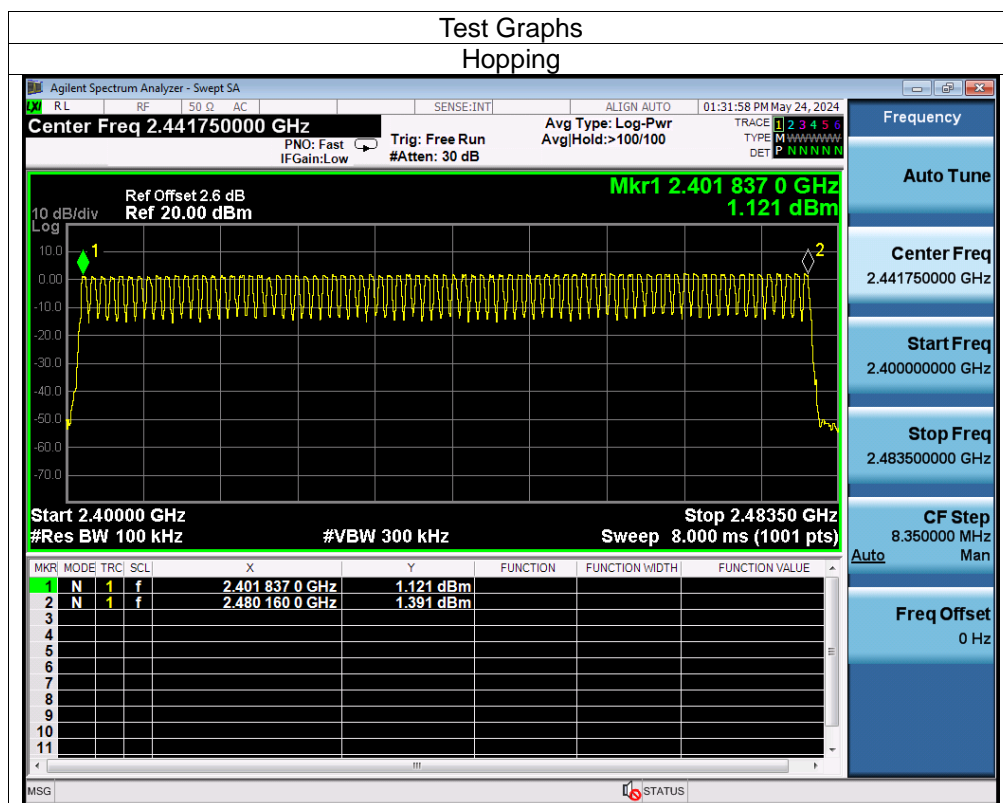 Test Graphs
Hopping
Agilent Spectrum Analyzer - Swept SA
LXI RL RF 50 Ω AC SENSE:INT ALIGN AUTO 01:31:58 PM May 24, 2024
Center Freq 2.441750000 GHz
PNO: Fast
IFGain:Low
Trig: Free Run
#Atten: 30 dB
Avg Type: Log-Pwr
Avg|Hold:>100/100
TRACE 1 2 3 4 5 6
TYPE M WWWWW
DET P N N N N N
Ref Offset 2.6 dB
Ref 20.00 dBm
10 dB/div
Log
Mkr1 2.401 837 0 GHz
1.121 dBm
10.0
0.00
-10.0
-20.0
-30.0
-40.0
-50.0
-60.0
-70.0
1
2
Start 2.40000 GHz
Stop 2.48350 GHz
#Res BW 100 kHz
#VBW 300 kHz
Sweep 8.000 ms (1001 pts)
MKR MODE TRC SCL X Y FUNCTION FUNCTION WIDTH FUNCTION VALUE
1 N 1 f 2.401 837 0 GHz 1.121 dBm
2 N 1 f 2.480 160 0 GHz 1.391 dBm
3
4
5
6
7
8
9
10
11
MSG
STATUS
Frequency
Auto Tune
Center Freq
2.441750000 GHz
Start Freq
2.400000000 GHz
Stop Freq
2.483500000 GHz
CF Step
8.350000 MHz
Auto Man
Freq Offset
0 Hz